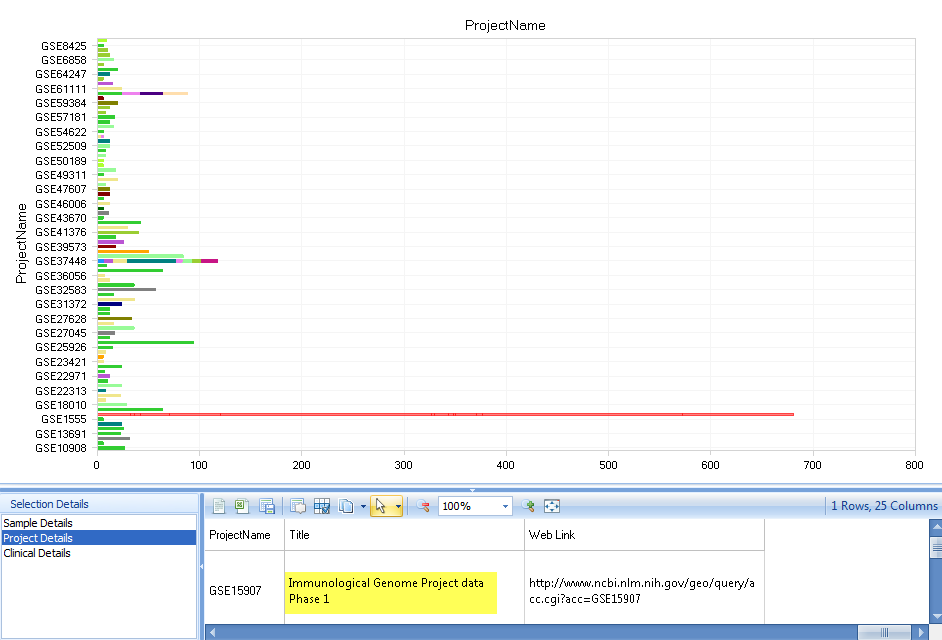 ProjectName
ProjectName
GSE8425
GSE6858
GSE64247
GSE61111
GSE59384
GSE57181
GSE54622
GSE52509
GSE50189
GSE49311
GSE47607
GSE46006
GSE43670
GSE41376
GSE39573
GSE37448
GSE36056
GSE32583
GSE31372
GSE27628
GSE27045
GSE25926
GSE23421
GSE22971
GSE22313
GSE18010
GSE1555
GSE13691
GSE10908
0 100 200 300 400 500 600 700 800
Selection Details
Sample Details
Project Details
Clinical Details
100%
1 Rows, 25 Columns
ProjectName Title Web Link
GSE15907
Immunological Genome Project data
Phase 1
http://www.ncbi.nlm.nih.gov/geo/query/a
cc.cgi?acc=GSE15907